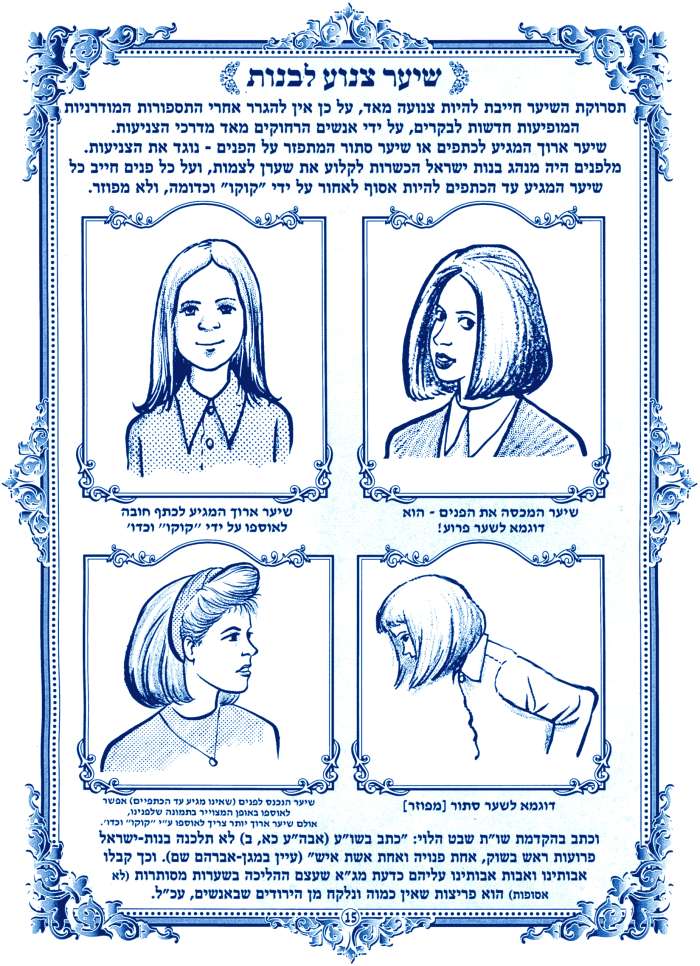 שיער צנוע לבנות
תסרוקת השיער חייבת להיות צנועה מאד, על כן אין להגרר אחרי התספורות המודרניות
המופיעות חדשות לבקרים, על ידי אנשים הרחוקים מאד מדרכי הצניעות.
שיער ארוך המגיע לכתפים או שיער סתור המתפזר על הפנים - נוגד את הצניעות.
מלפנים היה מנהג בנות ישראל הכשרות לקלוע את שערן לצמות, ועל כל פנים חייב כל
שיער המגיע עד הכתפים להיות אסוף לאחור על ידי "קוקו" וכדומה, ולא מפוזר.
שיער המכסה את הפנים - הוא
דוגמא לשער פרוע!
שיער ארוך המגיע לכתף חובה
לאוספו על ידי "קוקו" וכדו'
דוגמא לשער סתור [מפוזר]
שיער הנכנס לפנים (שאינו מגיע עד הכתפיים) אפשר
לאוספו באופן המצוייר בתמונה שלפנינו,
אולם שיער ארוך יותר צריך לאוספו ע"י "קוקו" וכדו'.
וכתב בהקדמת שו"ת שבט הלוי: "כתב בשו"ע (אבה"ע כא, ב) לא תלכנה בנות-ישראל
פרועות ראש בשוק, אחת פנויה ואחת אשת איש" (עיין במגן-אברהם שם). וכך קבלו
אבותינו ואבות אבותינו עליהם כדעת מג"א שעצם ההליכה בשערות מסותרות (לא
אסופות) הוא פריצות שאין כמוה ונלקח מן הירודים שבאנשים, עכ"ל.
15